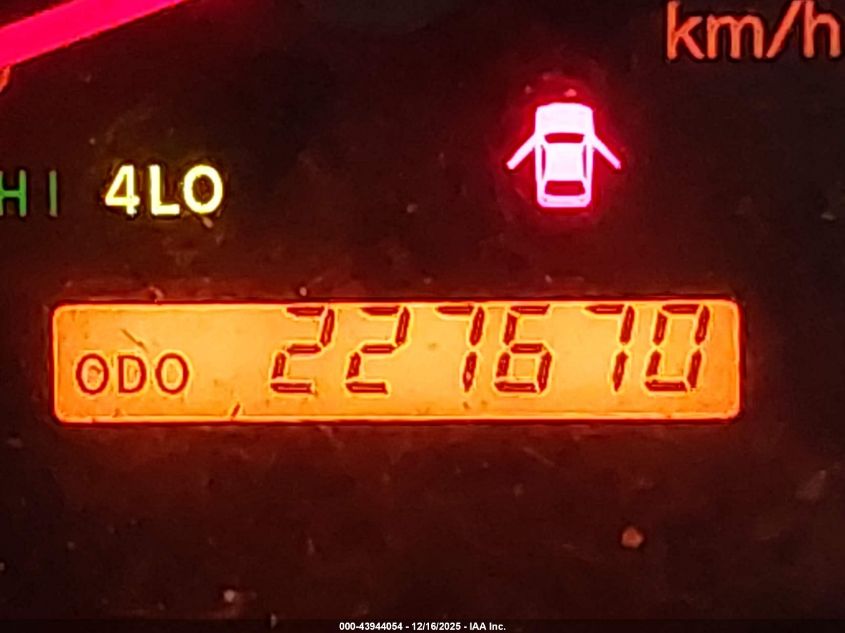 km/h
HI 4LO
ODO 227670
000-43944054 - 12/16/2025 - IAA Inc.